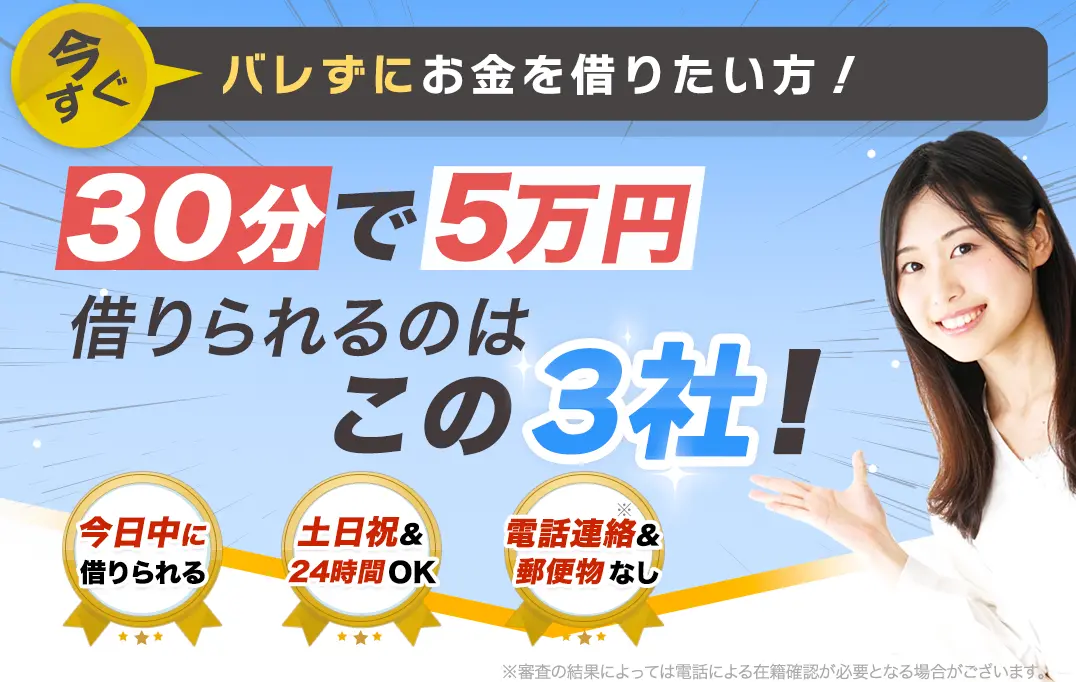 今すぐ
バレずにお金を借りたい方！
30分で5万円
借りられるのは
この3社！
今日中に
借りられる
土日祝&
24時間OK
※
電話連絡&
郵便物なし
※審査の結果によっては電話による在籍確認が必要となる場合がございます。